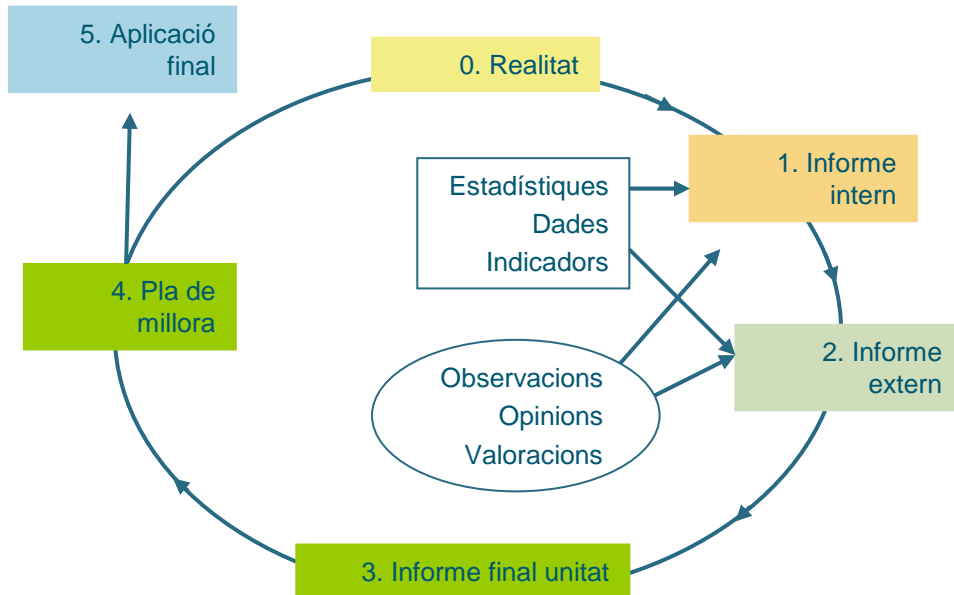 5. Aplicació
final
0. Realitat
1. Informe
intern
Estadístiques
Dades
Indicadors
4. Pla de
millora
2. Informe
extern
Observacions
Opinions
Valoracions
3. Informe final unitat